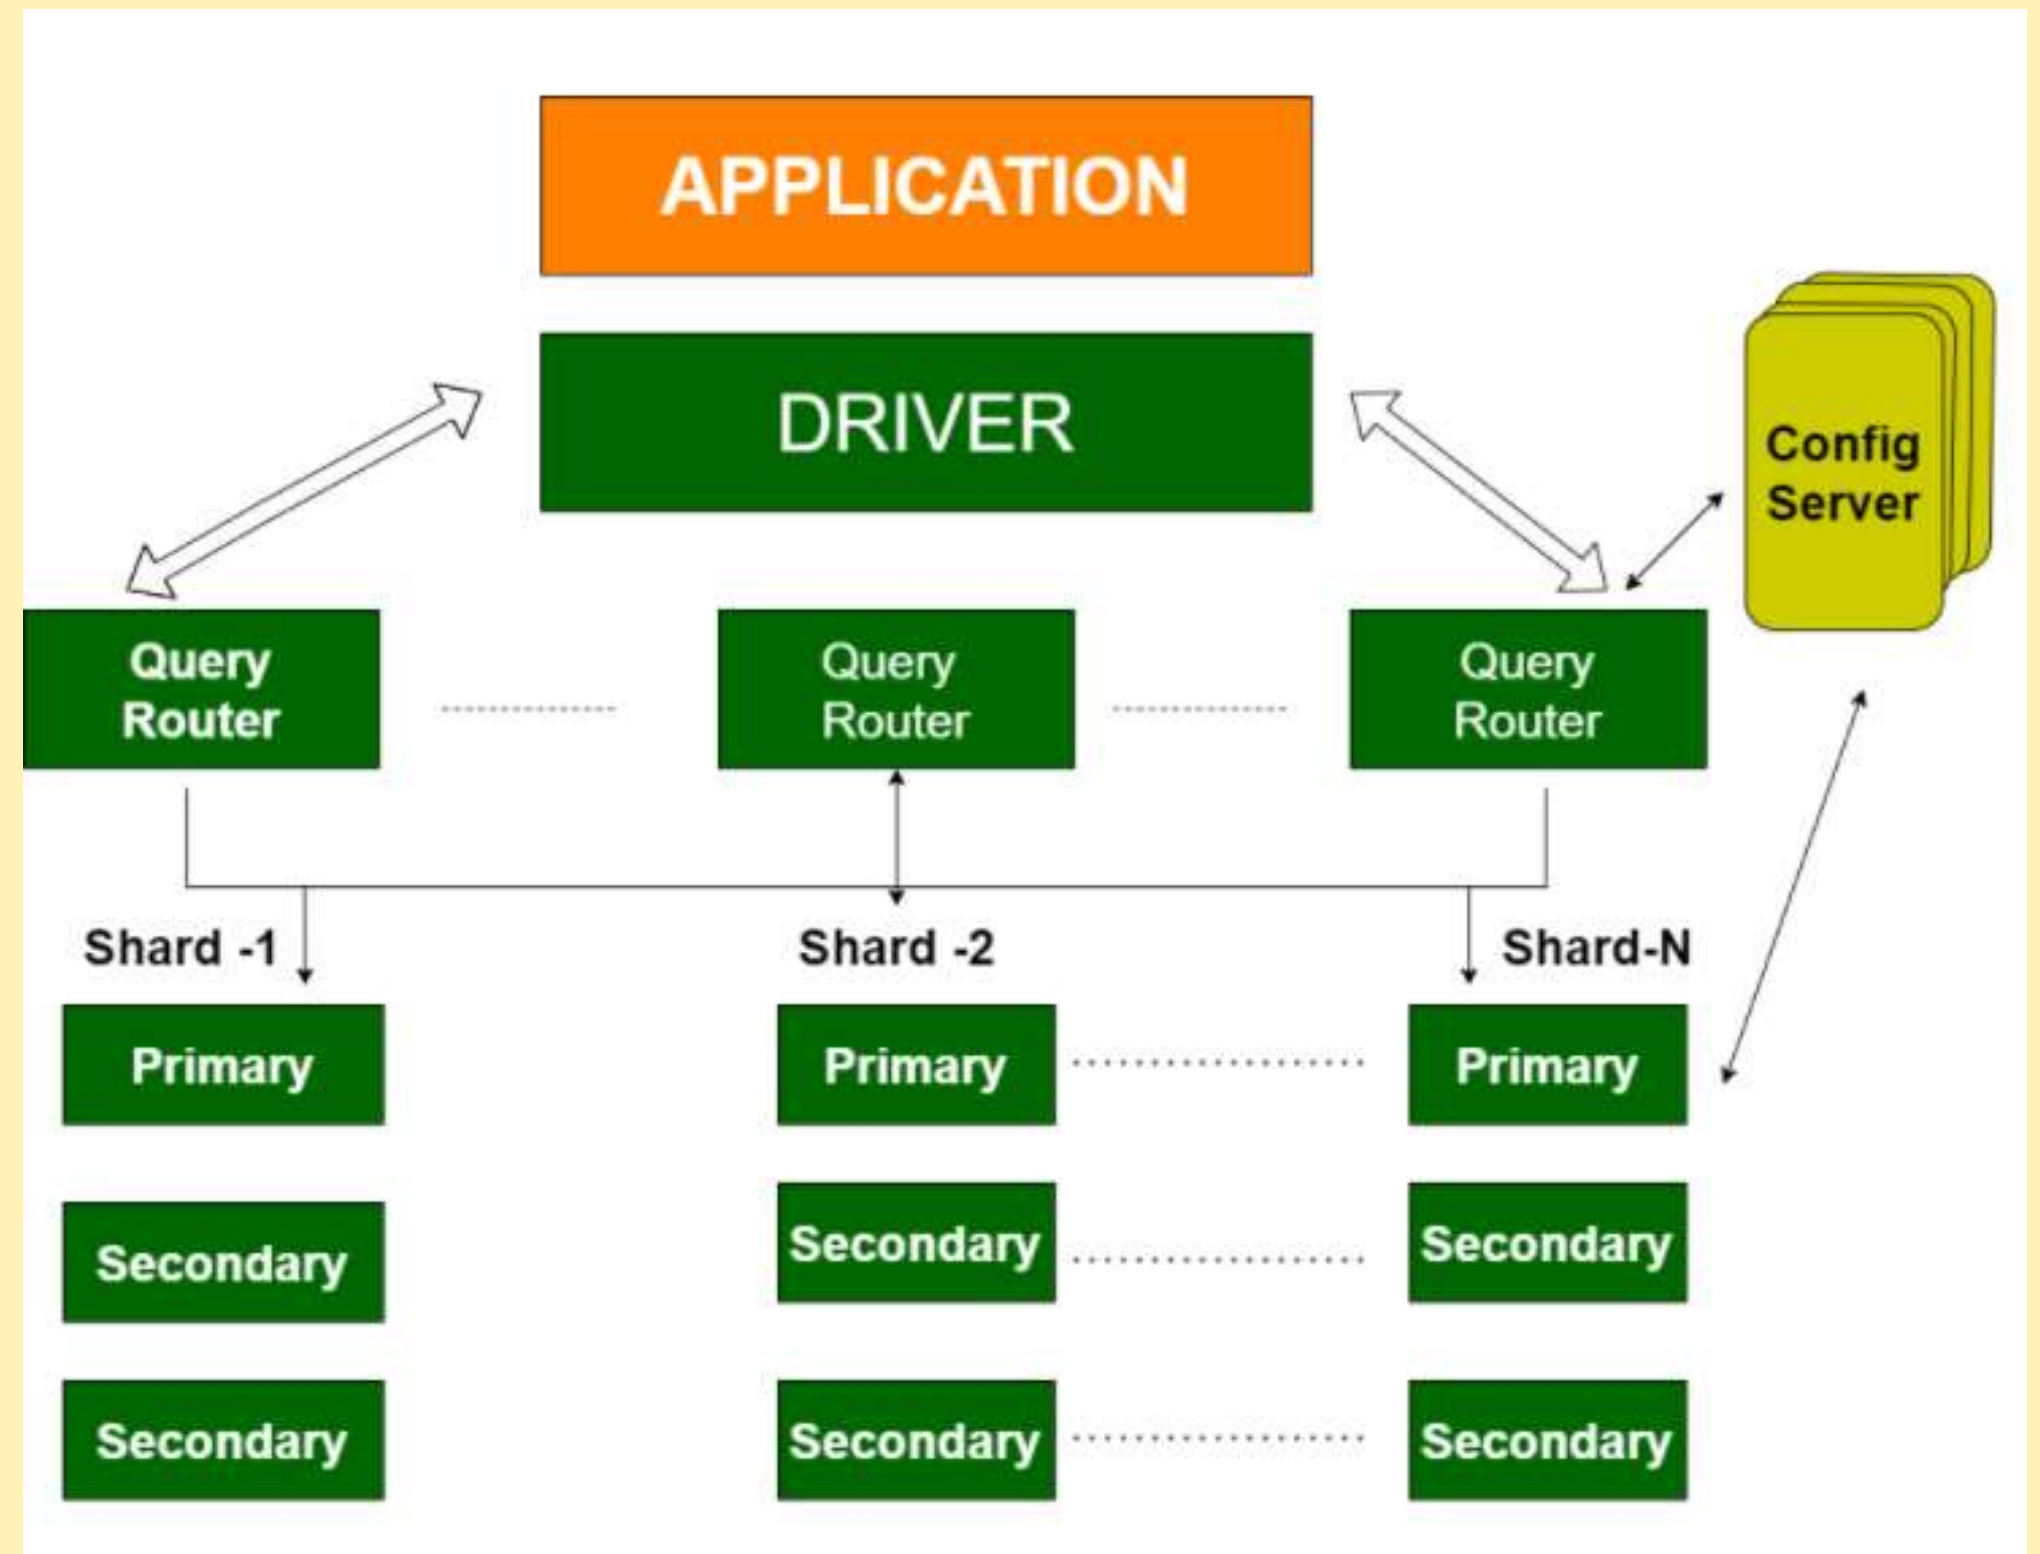 APPLICATION
DRIVER
Config
Server
Query
Router
Query
Router
Query
Router
Shard -1
Shard -2
Shard-N
Primary
Primary
Primary
Secondary
Secondary
Secondary
Secondary
Secondary
Secondary